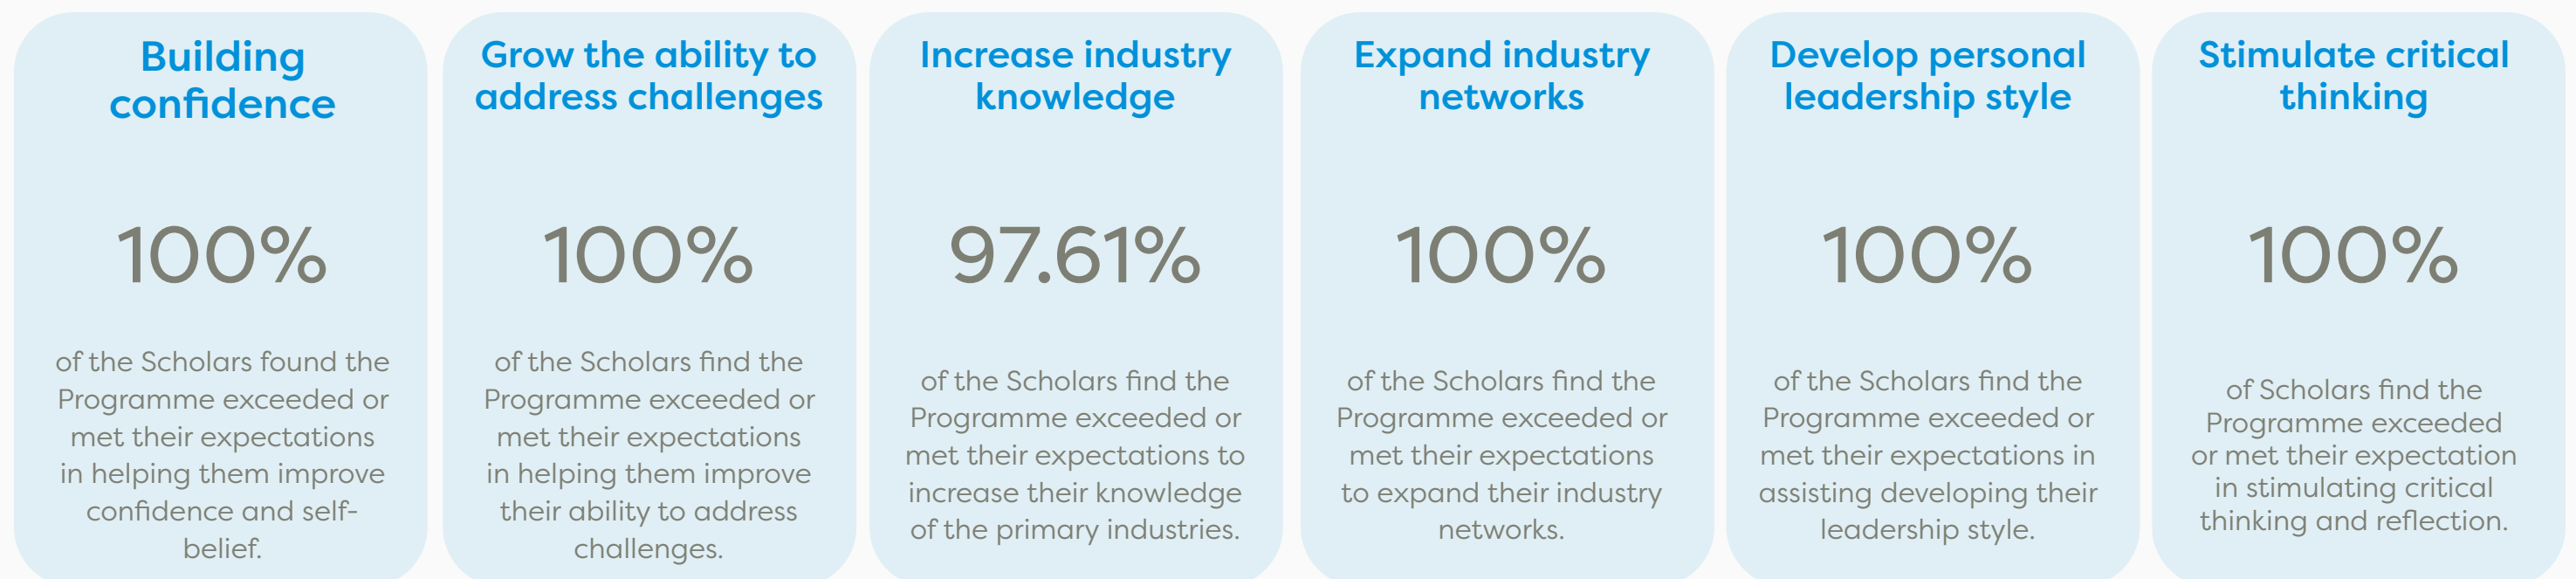 Building
confidence
100%
of the Scholars found the
Programme exceeded or
met their expectations
in helping them improve
confidence and self-
belief.
Grow the ability to
address challenges
100%
of the Scholars find the
Programme exceeded or
met their expectations
in helping them improve
their ability to address
challenges.
Increase industry
knowledge
97.61%
of the Scholars find the
Programme exceeded or
met their expectations to
increase their knowledge
of the primary industries.
Expand industry
networks
100%
of the Scholars find the
Programme exceeded or
met their expectations
to expand their industry
networks.
Develop personal
leadership style
100%
of the Scholars find the
Programme exceeded or
met their expectations in
assisting developing their
leadership style.
Stimulate critical
thinking
100%
of Scholars find the
Programme exceeded
or met their expectation
in stimulating critical
thinking and reflection.